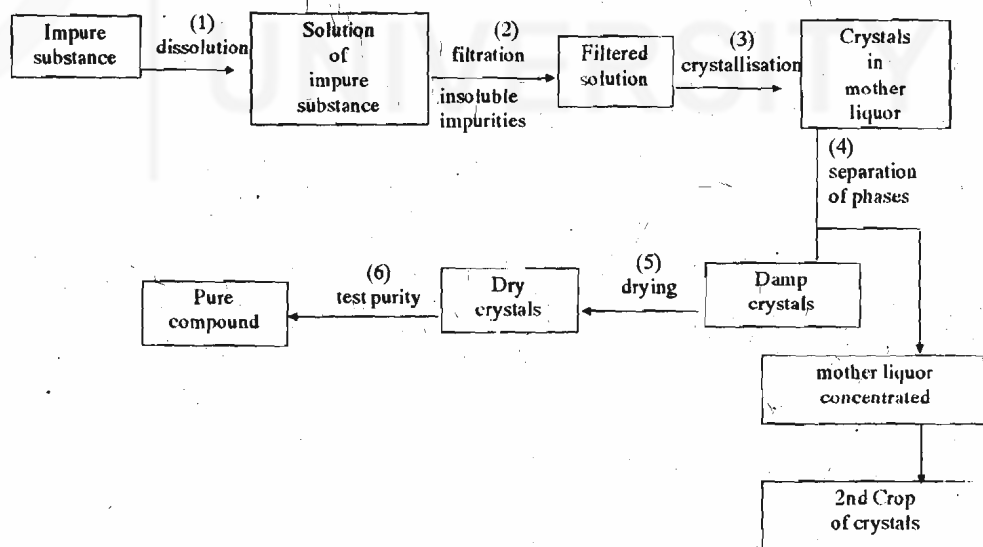 UNIVERSITY
Impure
substance
(1)
dissolution
Solution
of
impure
substance
(2)
filtration
insoluble
impurities
Filtered
solution
(3)
crystallisation
Crystals
in
mother
liquor
(4)
separation
of phases
Damp
crystals
(5)
drying
Dry
crystals
(6)
test purity
Pure
compound
mother liquor
concentrated
2nd Crop
of crystals